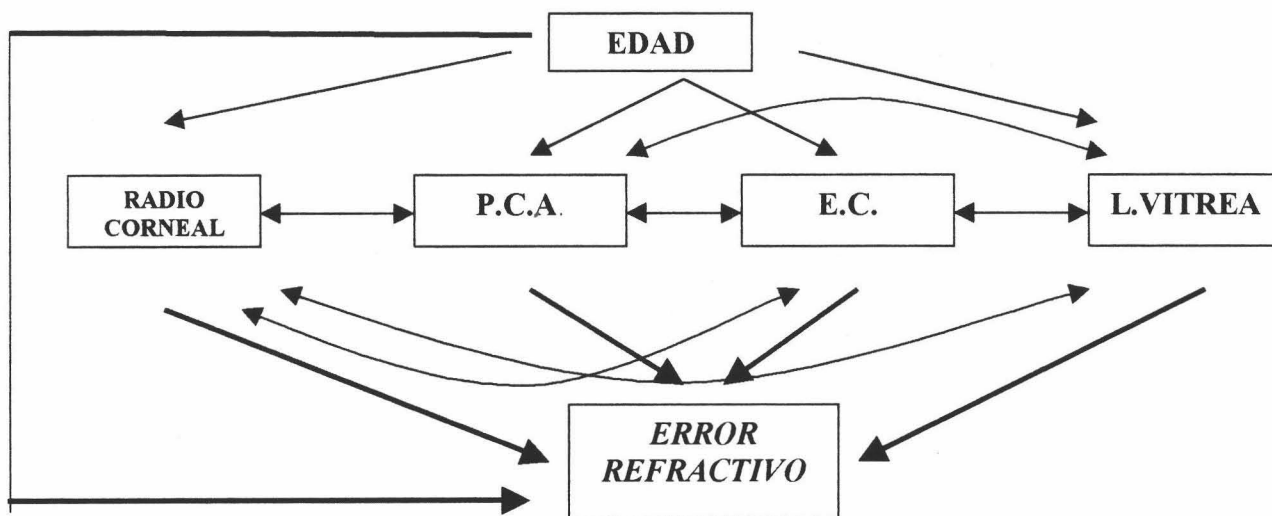 EDAD
RADIO
CORNEAL
P.C.A.
E.C.
L.VITREA
ERROR
REFRACTIVO